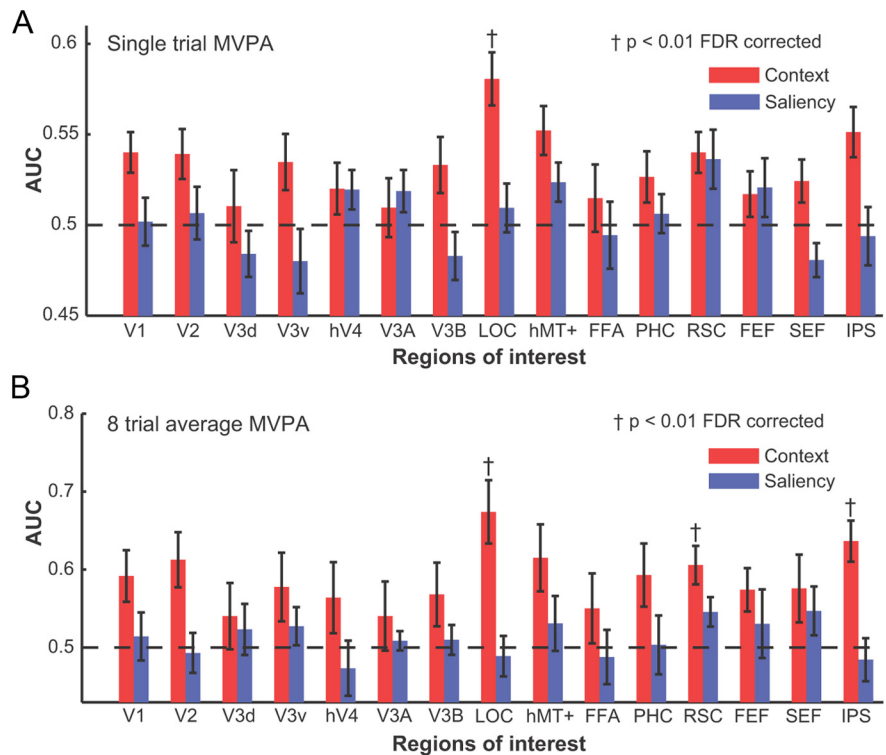 A
Single trial MVPA
† p < 0.01 FDR corrected
Context
Saliency
†
AUC
0.6
0.55
0.5
0.45
V1 V2 V3d V3v hV4 V3A V3B LOC hMT+ FFA PHC RSC FEF SEF IPS
Regions of interest
B
8 trial average MVPA
† p < 0.01 FDR corrected
Context
Saliency
† † †
AUC
0.8
0.7
0.6
0.5
V1 V2 V3d V3v hV4 V3A V3B LOC hMT+ FFA PHC RSC FEF SEF IPS
Regions of interest